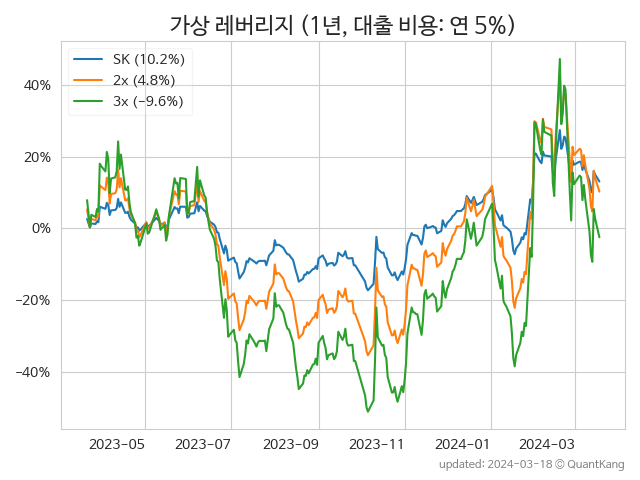 가상 레버리지 (1년, 대출 비용: 연 5%)
SK (10.2%)
2x (4.8%)
3x (−9.6%)
40%
20%
0%
−20%
−40%
2023−05 2023−07 2023−09 2023−11 2024−01 2024−03
updated: 2024−03−18 © QuantKang